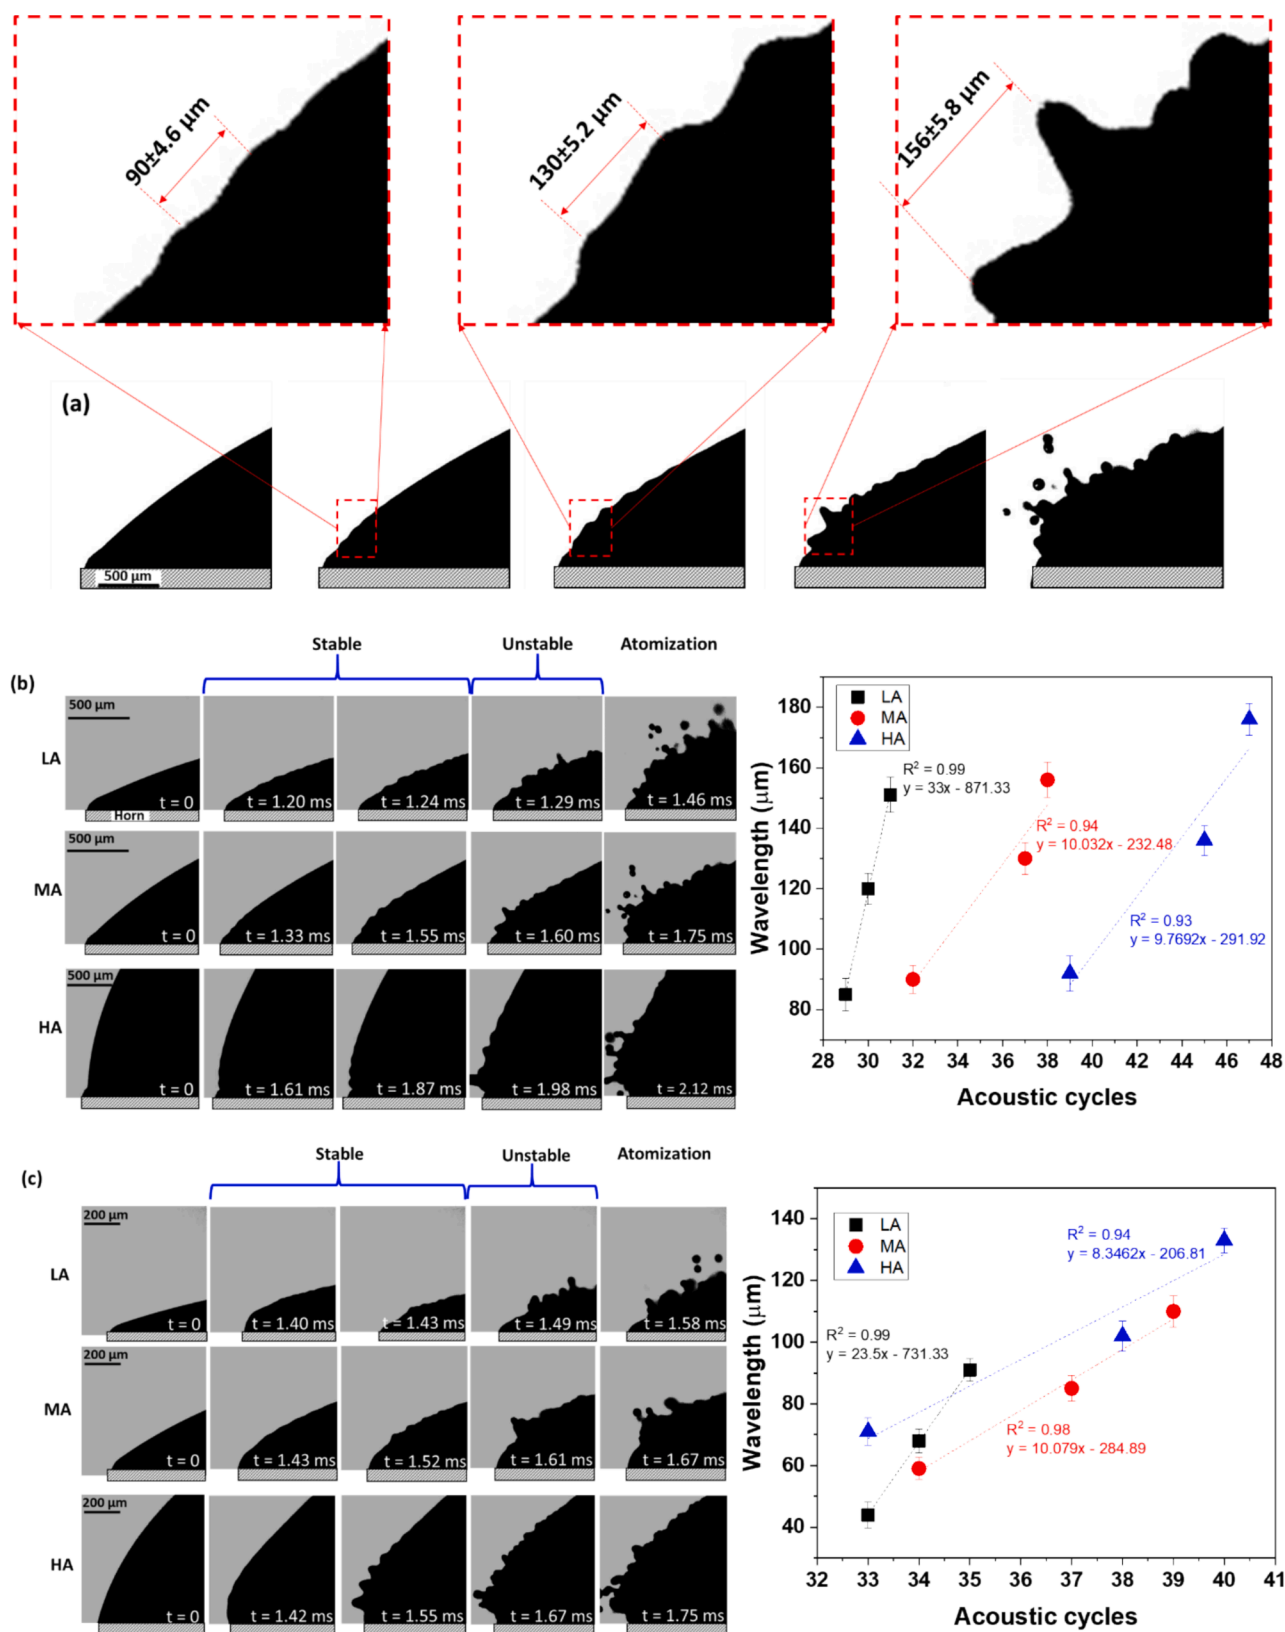 90±4.6 µm
130±5.2 µm
156±5.8 µm
(a)
500 µm
Stable
Unstable
Atomization
(b)
500 µm
LA
t = 0
t = 1.20 ms
t = 1.24 ms
t = 1.29 ms
t = 1.46 ms
Horn
500 µm
MA
t = 0
t = 1.33 ms
t = 1.55 ms
t = 1.60 ms
t = 1.75 ms
500 µm
HA
t = 0
t = 1.61 ms
t = 1.87 ms
t = 1.98 ms
t = 2.12 ms
Wavelength (µm)
180
160
140
120
100
80
LA
MA
HA
R² = 0.99
y = 33x - 871.33
R² = 0.94
y = 10.032x - 232.48
R² = 0.93
y = 9.7692x - 291.92
28 30 32 34 36 38 40 42 44 46 48
Acoustic cycles
Stable
Unstable
Atomization
(c)
200 µm
LA
t = 0
t = 1.40 ms
t = 1.43 ms
t = 1.49 ms
t = 1.58 ms
200 µm
MA
t = 0
t = 1.43 ms
t = 1.52 ms
t = 1.61 ms
t = 1.67 ms
200 µm
HA
t = 0
t = 1.42 ms
t = 1.55 ms
t = 1.67 ms
t = 1.75 ms
Wavelength (µm)
140
120
100
80
60
40
LA
MA
HA
R² = 0.94
y = 8.3462x - 206.81
R² = 0.99
y = 23.5x - 731.33
R² = 0.98
y = 10.079x - 284.89
32 33 34 35 36 37 38 39 40 41
Acoustic cycles